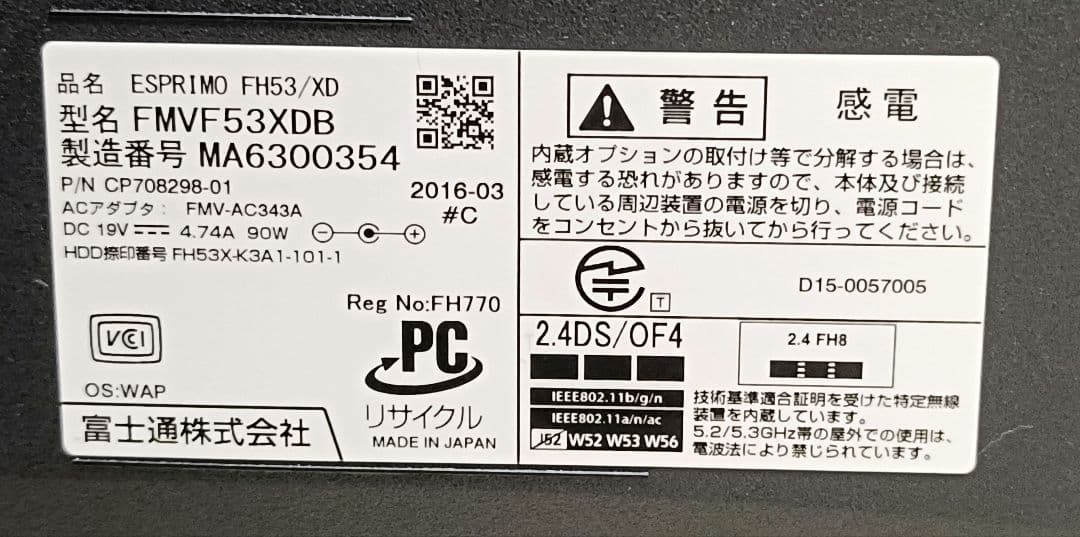 品名 ESPRIMO FH53/XD
型名 FMVF53XDB
製造番号 MA6300354
P/N CP708298-01
2016-03
#C
ACアダプタ: FMV-AC343A
DC 19V 4.74A 90W
HDD捺印番号 FH53X-K3A1-101-1
Reg No:FH770
VCCI
PC
リサイクル
OS:WAP
富士通株式会社
MADE IN JAPAN
警告 感電
内蔵オプションの取付け等で分解する場合は、
感電する恐れがありますので、本体及び接続
している周辺装置の電源を切り、電源コード
をコンセントから抜いてから行ってください。
T D15-0057005
2.4DS/OF4
2.4 FH8
IEEE802.11b/g/n
IEEE802.11a/n/ac
J52 W52 W53 W56
技術基準適合証明を受けた特定無線
装置を内蔵しています。
5.2/5.3GHz帯の屋外での使用は、
電波法により禁じられています。